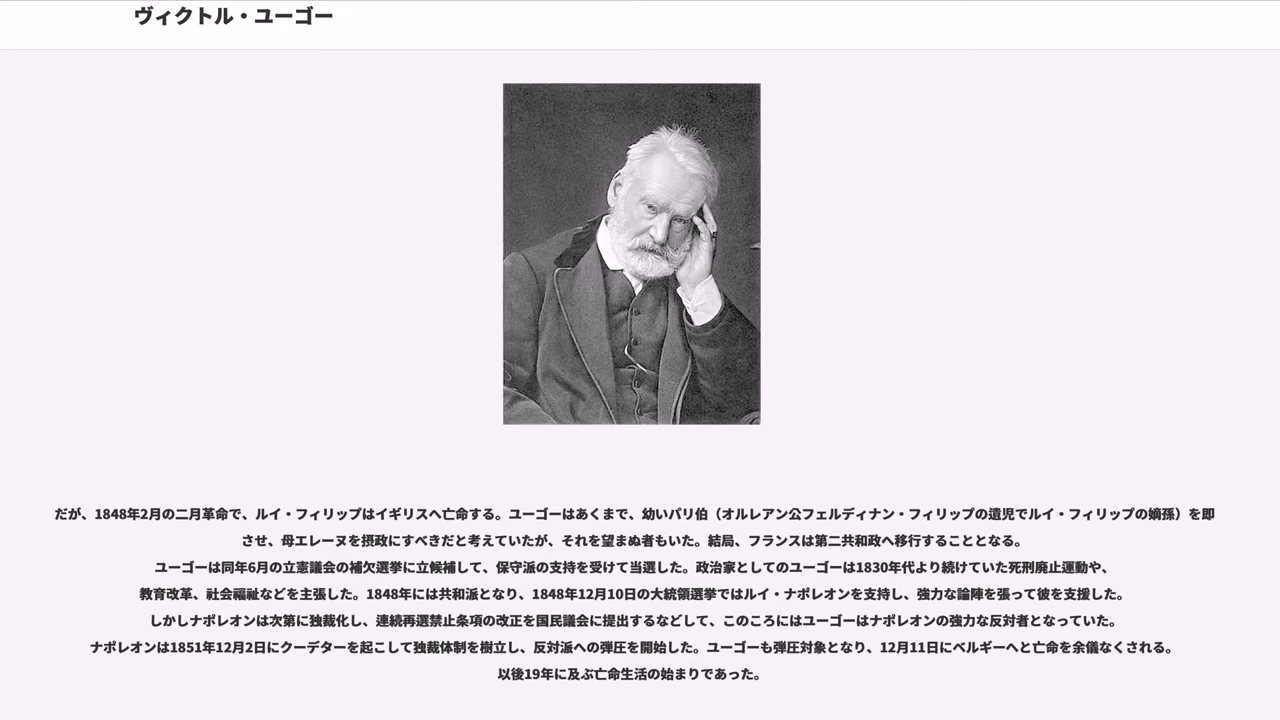 ヴィクトル・ユーゴー
だが、1848年2月の二月革命で、ルイ・フィリップはイギリスへ亡命する。ユーゴーはあくまで、幼いパリ伯（オルレアン公フェルディナン・フィリップの遺児でルイ・フィリップの嫡孫）を即
させ、母エレーヌを摂政にすべきだと考えていたが、それを望まぬ者もいた。結局、フランスは第二共和政へ移行することとなる。
ユーゴーは同年6月の立憲議会の補欠選挙に立候補して、保守派の支持を受けて当選した。政治家としてのユーゴーは1830年代より続けていた死刑廃止運動や、
教育改革、社会福祉などを主張した。1848年には共和派となり、1848年12月10日の大統領選挙ではルイ・ナポレオンを支持し、強力な論陣を張って彼を支援した。
しかしナポレオンは次第に独裁化し、連続再選禁止条項の改正を国民議会に提出するなどして、このころにはユーゴーはナポレオンの強力な反対者となっていた。
ナポレオンは1851年12月2日にクーデターを起こして独裁体制を樹立し、反対派への弾圧を開始した。ユーゴーも弾圧対象となり、12月11日にベルギーへと亡命を余儀なくされる。
以後19年に及ぶ亡命生活の始まりであった。